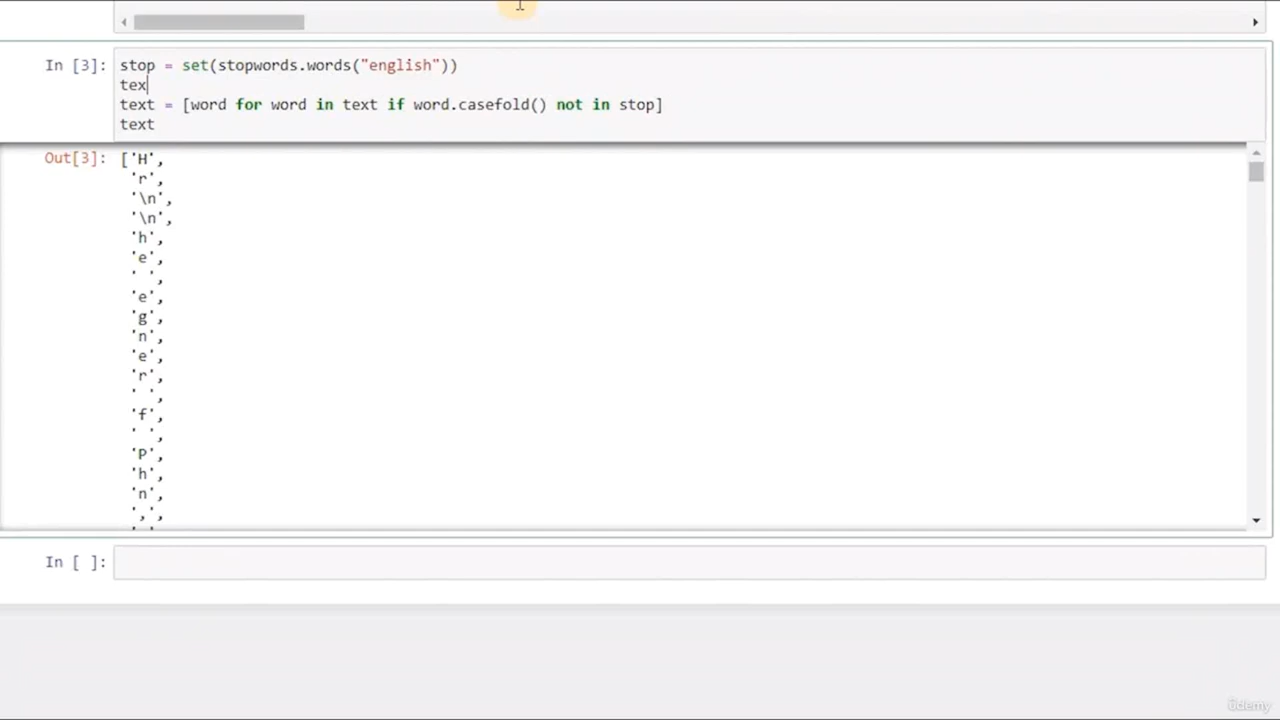 In [3]: stop = set(stopwords.words("english"))
tex
text = [word for word in text if word.casefold() not in stop]
text
Out[3]: ['H',
'r',
'\n',
'\n',
'h',
'e',
' ',
'e',
'g',
'n',
'e',
'r',
' ',
'f',
' ',
'P',
'h',
'n',
',',
In [ ]:
ûdemy